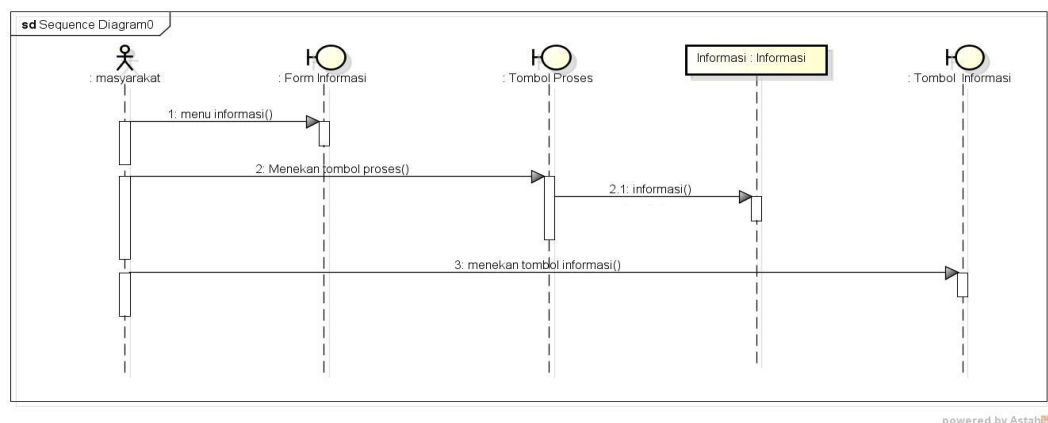 sd Sequence Diagram0
: masyarakat
: Form Informasi
: Tombol Proses
Informasi : Informasi
: Tombol Informasi
1: menu informasi()
2: Menekan tombol proses()
2.1: informasi()
3: menekan tombol informasi()
powered by Astah